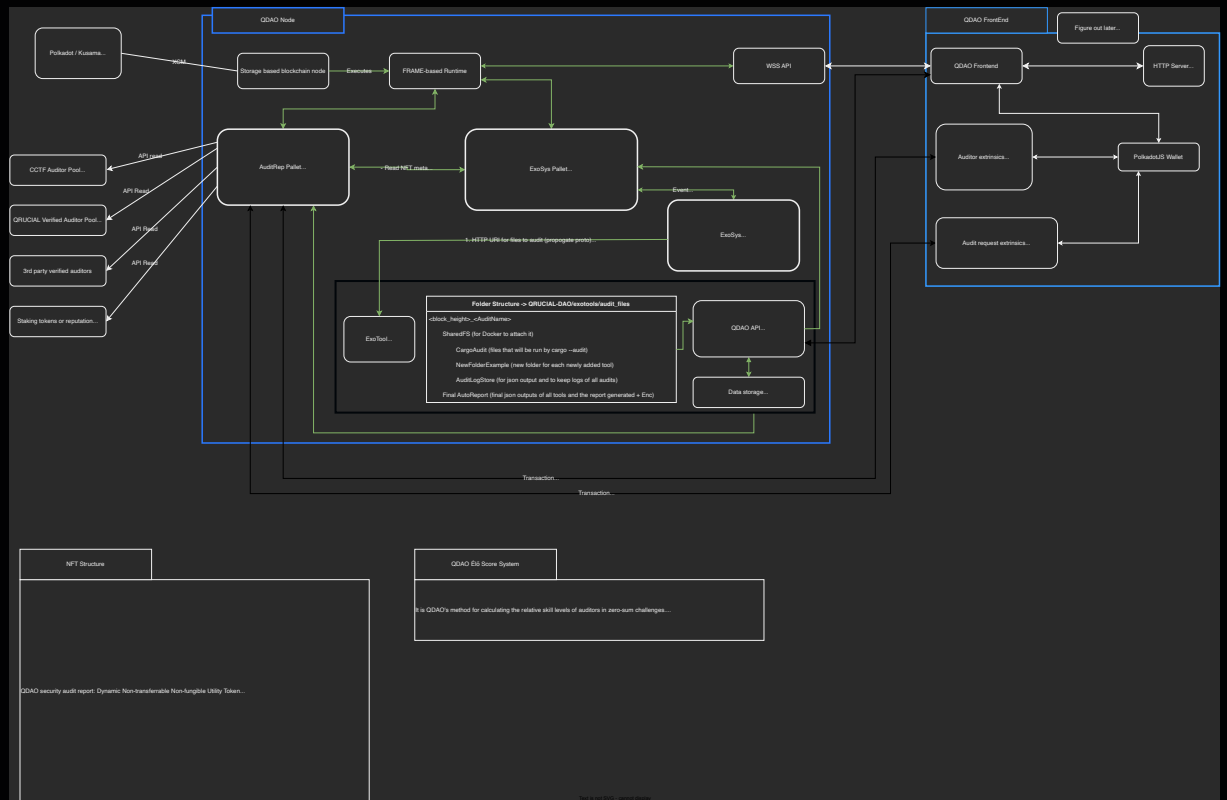 QDAO Node
QDAO FrontEnd
Figure out later...
Polkadot / Kusama...
XCM
Storage based blockchain node
Executes
FRAME-based Runtime
WSS API
QDAO Frontend
HTTP Server...
AuditRep Pallet...
- Read NFT meta...
ExoSys Pallet...
Auditor extrinsics...
PolkadotJS Wallet
API read
CCTF Auditor Pool...
API Read
QRUCIAL Verified Auditor Pool...
API Read
3rd party verified auditors
API Read
Staking tokens or reputation...
Event...
ExoSys...
1. HTTP URI for files to audit (propogate proto)...
Audit request extrinsics...
Folder Structure -> QRUCIAL-DAO/exotools/audit_files
<block_height>_<AuditName>
SharedFS (for Docker to attach it)
CargoAudit (files that will be run by cargo --audit)
NewFolderExample (new folder for each newly added tool)
AuditLogStore (for json output and to keep logs of all audits)
Final AutoReport (final json outputs of all tools and the report generated + Enc)
ExoTool...
QDAO API...
Data storage...
Transaction...
Transaction...
NFT Structure
QDAO security audit report: Dynamic Non-transferrable Non-fungible Utility Token...
QDAO Élő Score System
It is QDAO's method for calculating the relative skill levels of auditors in zero-sum challenges....
Text is not SVG - cannot display